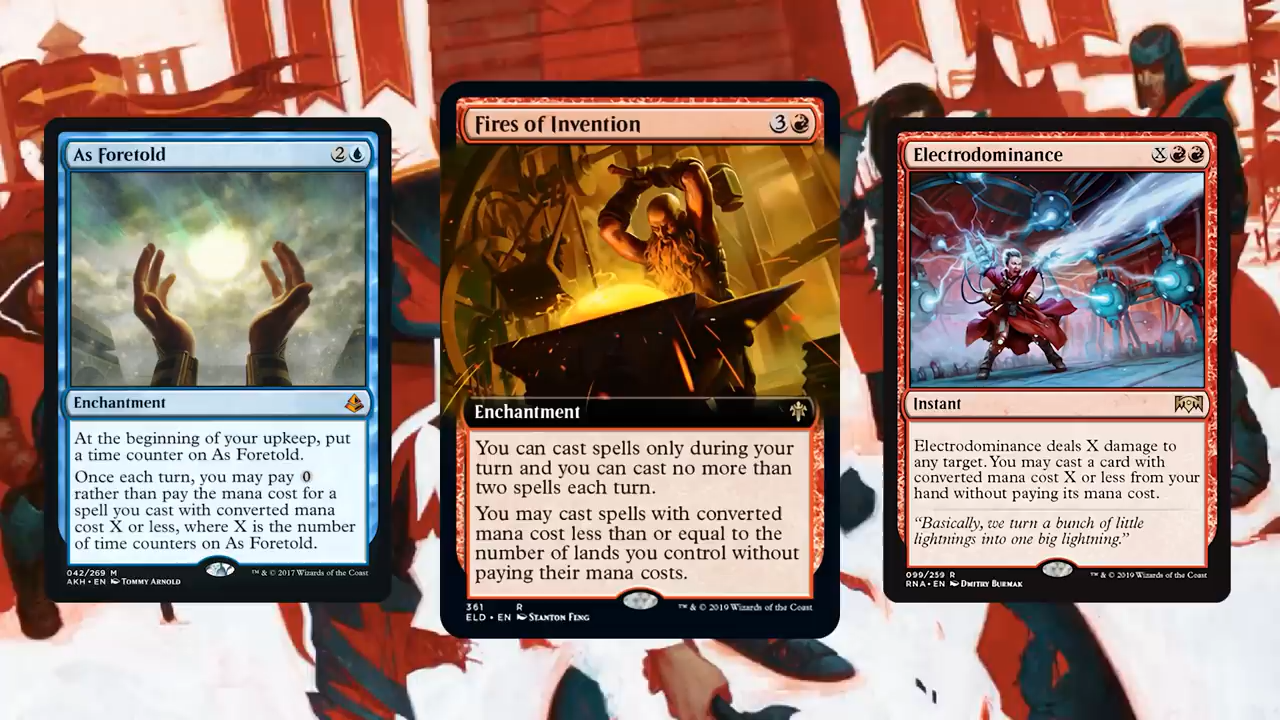 As Foretold 2
Enchantment
At the beginning of your upkeep, put
a time counter on As Foretold.
Once each turn, you may pay 0
rather than pay the mana cost for a
spell you cast with converted mana
cost X or less, where X is the number
of time counters on As Foretold.
042/269 M
AKH • EN Tommy Arnold
™ & © 2017 Wizards of the Coast
Fires of Invention 3
Enchantment
You can cast spells only during your
turn and you can cast no more than
two spells each turn.
You may cast spells with converted
mana cost less than or equal to the
number of lands you control without
paying their mana costs.
361 R
ELD • EN Stanton Feng
™ & © 2019 Wizards of the Coast
Electrodominance X
Instant
Electrodominance deals X damage to
any target. You may cast a card with
converted mana cost X or less from your
hand without paying its mana cost.
“Basically, we turn a bunch of little
lightnings into one big lightning.”
099/259 R
RNA • EN Dmitry Burmak
™ & © 2019 Wizards of the Coast